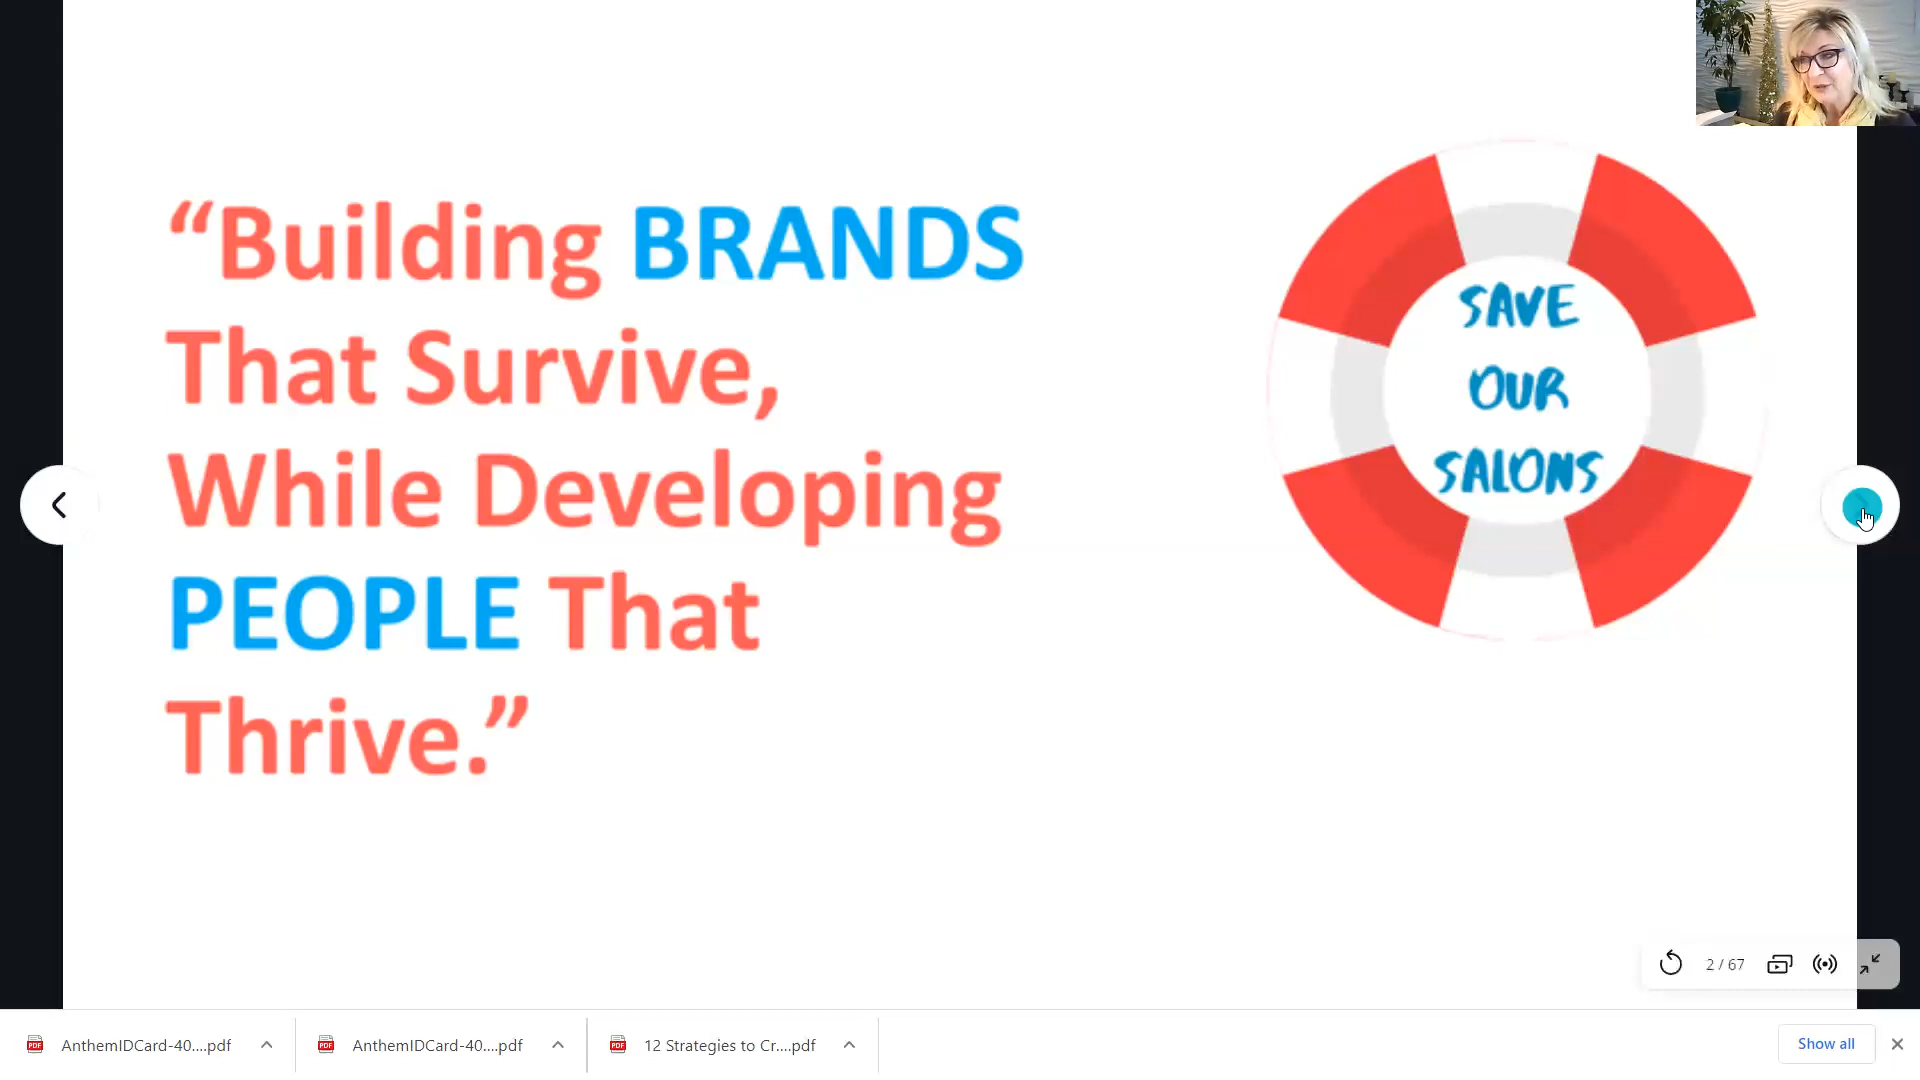 “Building BRANDS
That Survive,
While Developing
PEOPLE That
Thrive.”
SAVE
OUR
SALONS
2 / 67
AnthemIDCard-40....pdf
AnthemIDCard-40....pdf
12 Strategies to Cr....pdf
Show all